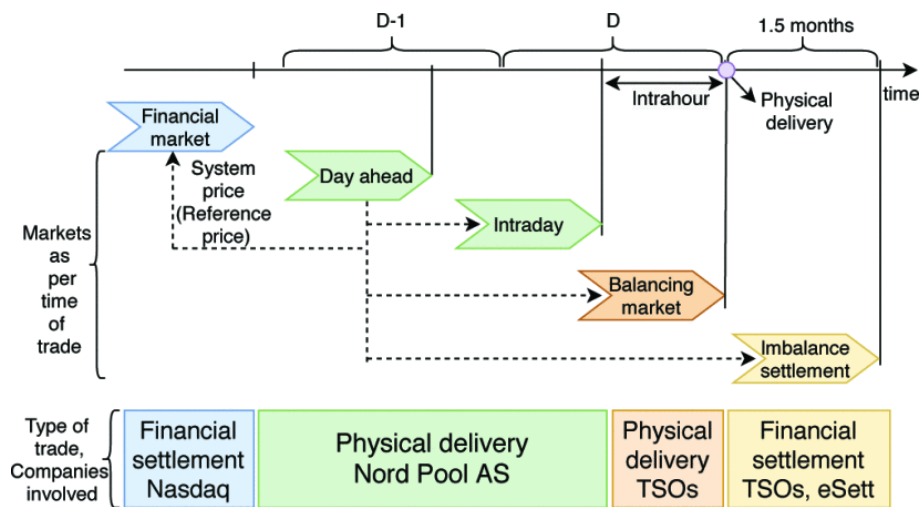 D-1
D
1.5 months
time
Intrahour
Physical
delivery
Financial
market
System
price
(Reference
price)
Day ahead
Intraday
Balancing
market
Imbalance
settlement
Markets
as
per
time
of
trade
Type of
trade,
Companies
involved
Financial
settlement
Nasdaq
Physical delivery
Nord Pool AS
Physical
delivery
TSOs
Financial
settlement
TSOs, eSett